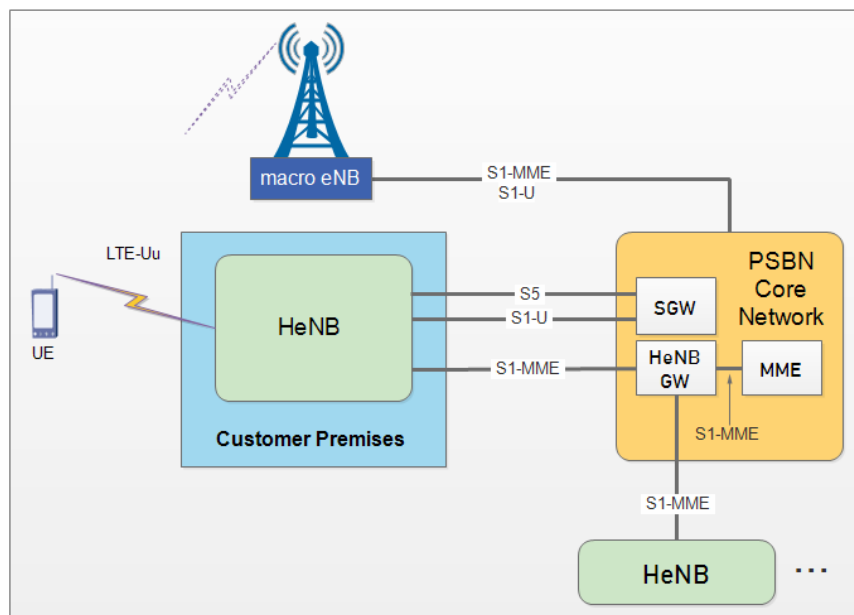 macro eNB
S1-MME
S1-U
LTE-Uu
UE
HeNB
Customer Premises
S5
S1-U
S1-MME
PSBN
Core
Network
SGW
HeNB
GW
MME
S1-MME
S1-MME
HeNB
...